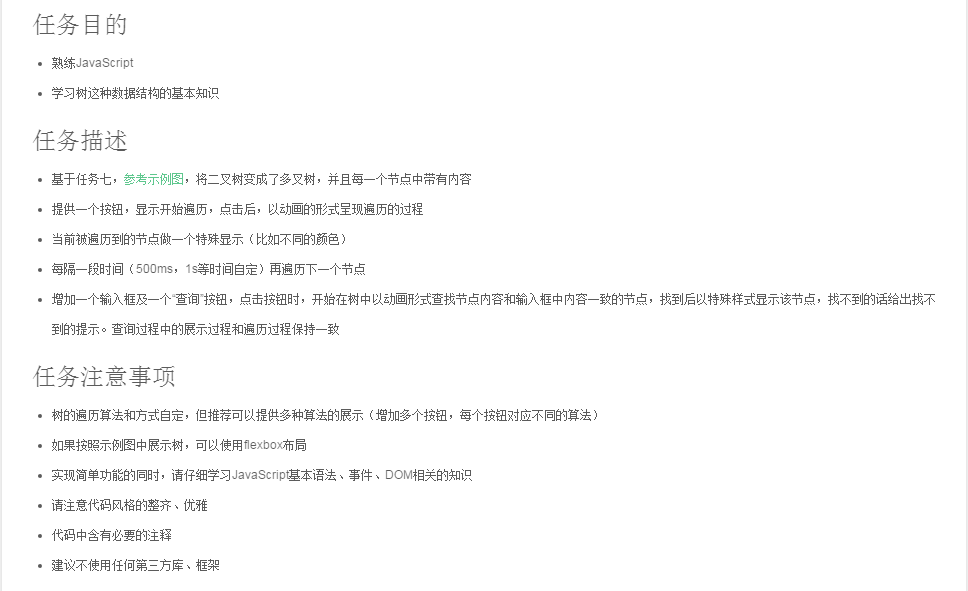 任务目的
熟练JavaScript
学习树这种数据结构的基本知识
任务描述
基于任务七，参考示例图，将二叉树变成了多叉树，并且每一个节点中带有内容
提供一个按钮，显示开始遍历，点击后，以动画的形式呈现遍历的过程
当前被遍历到的节点做一个特殊显示（比如不同的颜色）
每隔一段时间（500ms，1s等时间自定）再遍历下一个节点
增加一个输入框及一个“查询”按钮，点击按钮时，开始在树中以动画形式查找节点内容和输入框中内容一致的节点，找到后以特殊样式显示该节点，找不到的话给出找不
到的提示。查询过程中的展示过程和遍历过程保持一致
任务注意事项
树的遍历算法和方式自定，但推荐可以提供多种算法的展示（增加多个按钮，每个按钮对应不同的算法）
如果按照示例图中展示树，可以使用flexbox布局
实现简单功能的同时，请仔细学习JavaScript基本语法、事件、DOM相关的知识
请注意代码风格的整齐、优雅
代码中含有必要的注释
建议不使用任何第三方库、框架